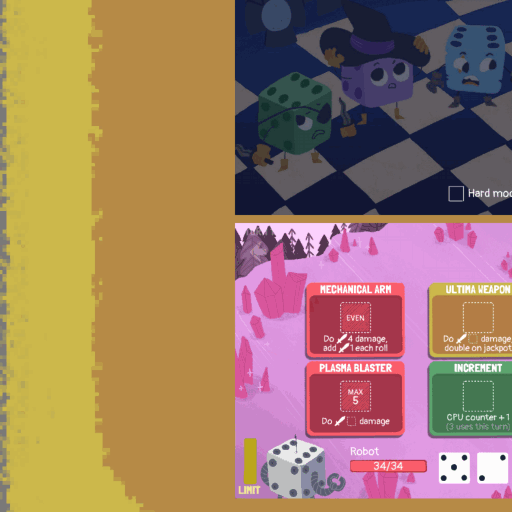 Hard mod
MECHANICAL ARM
ULTIMA WEAPON
EVEN
Do 4 damage,
add 1 each roll
Do damage,
double on jackpot
PLASMA BLASTER
INCREMENT
MAX
5
Do damage
CPU counter +1
(3 uses this turn)
Robot
34/34
LIMIT